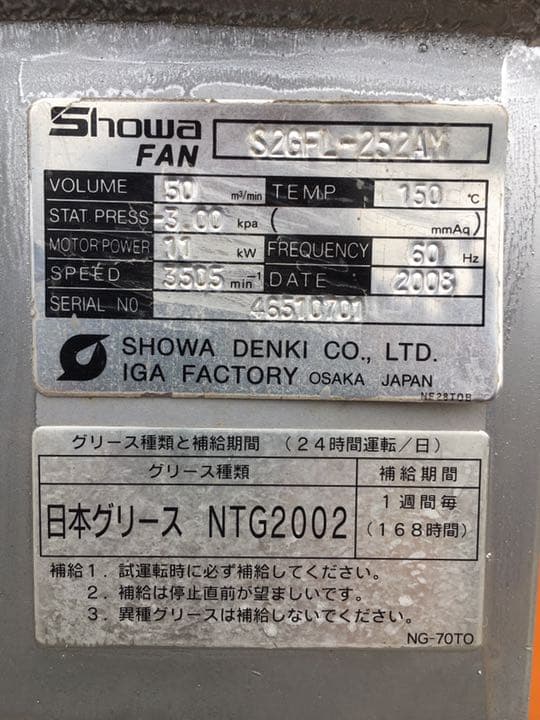 Showa
FAN S2GFL-252AM
VOLUME 50 m³/min TEMP 150 ℃
STAT. PRESS -3.00 kpa ( mmAq)
MOTOR POWER 11 kW FREQUENCY 60 Hz
SPEED 3505 min⁻¹ DATE 2008
SERIAL NO 46510701
SHOWA DENKI CO., LTD.
IGA FACTORY OSAKA JAPAN
グリース種類と補給期間 (24時間運転/日)
グリース種類 補給期間
日本グリース NTG2002 1週間毎
(168時間)
補給1.試運転時に必ず補給してください。
2.補給は停止直前が望ましいです。
3.異種グリースは補給しないでください。
NG-70TO